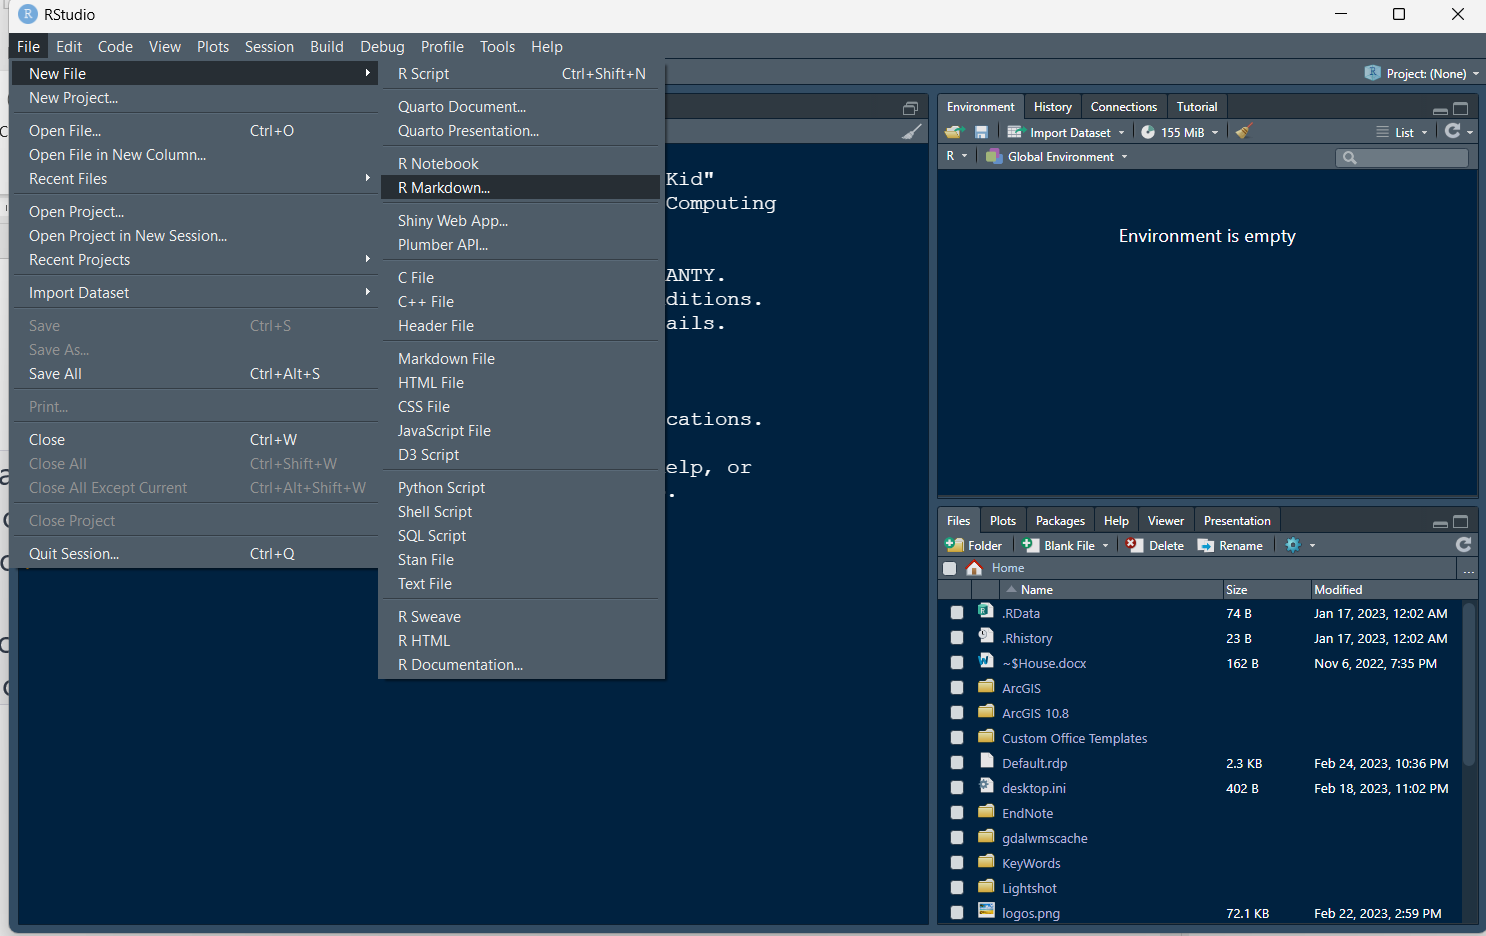 RStudio
File Edit Code View Plots Session Build Debug Profile Tools Help
New File
New Project...
Open File... Ctrl+O
Open File in New Column...
Recent Files
Open Project...
Open Project in New Session...
Recent Projects
Import Dataset
Save Ctrl+S
Save As...
Save All Ctrl+Alt+S
Print...
Close Ctrl+W
Close All Ctrl+Shift+W
Close All Except Current Ctrl+Alt+Shift+W
Close Project
Quit Session... Ctrl+Q
R Script Ctrl+Shift+N
Quarto Document...
Quarto Presentation...
R Notebook
R Markdown...
Shiny Web App...
Plumber API...
C File
C++ File
Header File
Markdown File
HTML File
CSS File
JavaScript File
D3 Script
Python Script
Shell Script
SQL Script
Stan File
Text File
R Sweave
R HTML
R Documentation...
Kid"
Computing
ANTY.
ditions.
ails.
cations.
elp, or
.
Project: (None)
Environment History Connections Tutorial
Import Dataset 155 MiB List
R Global Environment
Environment is empty
Files Plots Packages Help Viewer Presentation
Folder Blank File Delete Rename
Home ...
Name Size Modified
.RData 74 B Jan 17, 2023, 12:02 AM
.Rhistory 23 B Jan 17, 2023, 12:02 AM
~$House.docx 162 B Nov 6, 2022, 7:35 PM
ArcGIS
ArcGIS 10.8
Custom Office Templates
Default.rdp 2.3 KB Feb 24, 2023, 10:36 PM
desktop.ini 402 B Feb 18, 2023, 11:02 PM
EndNote
gdalwmscache
KeyWords
Lightshot
logos.png 72.1 KB Feb 22, 2023, 2:59 PM